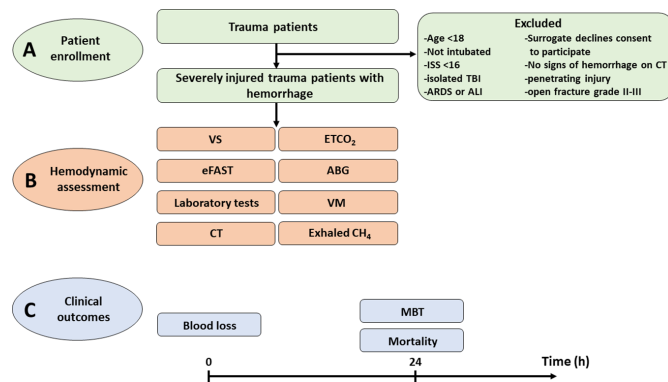 A
Patient
enrollment
Trauma patients
Severely injured trauma patients with
hemorrhage
Excluded
-Age <18
-Not intubated
-ISS <16
-isolated TBI
-ARDS or ALI
-Surrogate declines consent
to participate
-No signs of hemorrhage on CT
-penetrating injury
-open fracture grade II-III
B
Hemodynamic
assessment
VS
ETCO₂
eFAST
ABG
Laboratory tests
VM
CT
Exhaled CH₄
C
Clinical
outcomes
Blood loss
MBT
Mortality
0
24
Time (h)